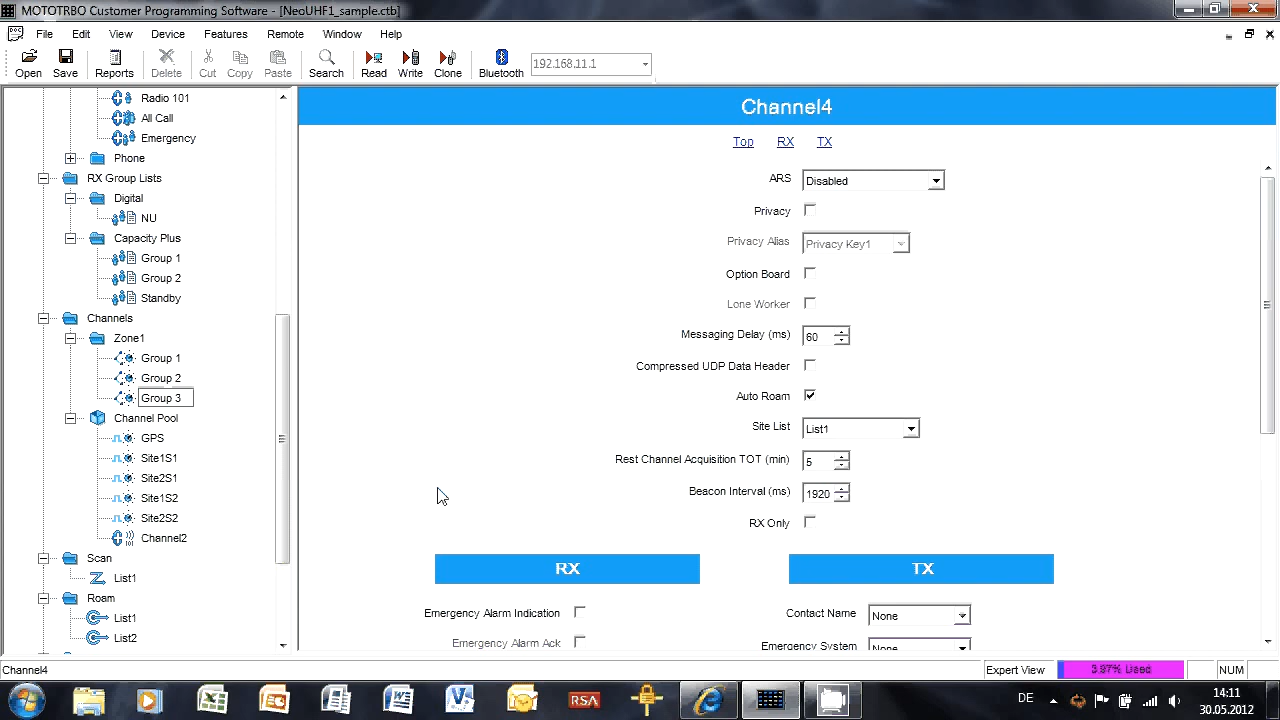 MOTOTRBO Customer Programming Software - [NeoUHF1_sample.ctb]
File Edit View Device Features Remote Window Help
Open Save Reports Delete Cut Copy Paste Search Read Write Clone Bluetooth 192.168.11.1
Radio 101
All Call
Emergency
Phone
RX Group Lists
Digital
NU
Capacity Plus
Group 1
Group 2
Standby
Channels
Zone1
Group 1
Group 2
Group 3
Channel Pool
GPS
Site1S1
Site2S1
Site1S2
Site2S2
Channel2
Scan
List1
Roam
List1
List2
Channel4
Top RX TX
ARS Disabled
Privacy
Privacy Alias Privacy Key1
Option Board
Lone Worker
Messaging Delay (ms) 60
Compressed UDP Data Header
Auto Roam
Site List List1
Rest Channel Acquisition TOT (min) 5
Beacon Interval (ms) 1920
RX Only
RX TX
Emergency Alarm Indication Contact Name None
Emergency Alarm Ack Emergency System None
Channel4 Expert View 3.97% Used NUM
RSA DE 14:11
30.05.2012